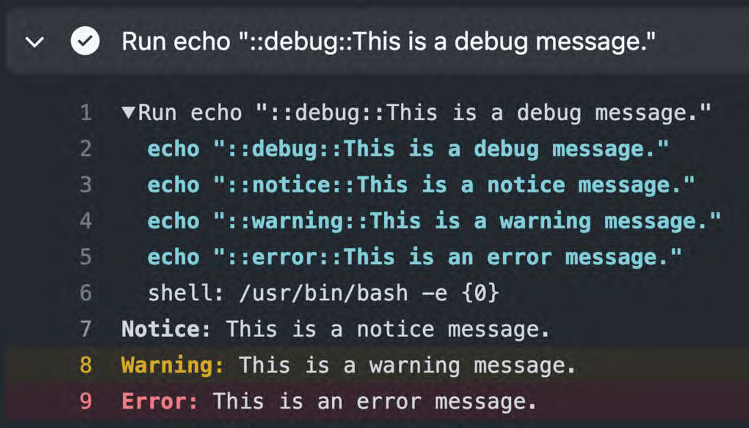 Run echo "::debug::This is a debug message."
1 ▼Run echo "::debug::This is a debug message."
2 echo "::debug::This is a debug message."
3 echo "::notice::This is a notice message."
4 echo "::warning::This is a warning message."
5 echo "::error::This is an error message."
6 shell: /usr/bin/bash -e {0}
7 Notice: This is a notice message.
8 Warning: This is a warning message.
9 Error: This is an error message.